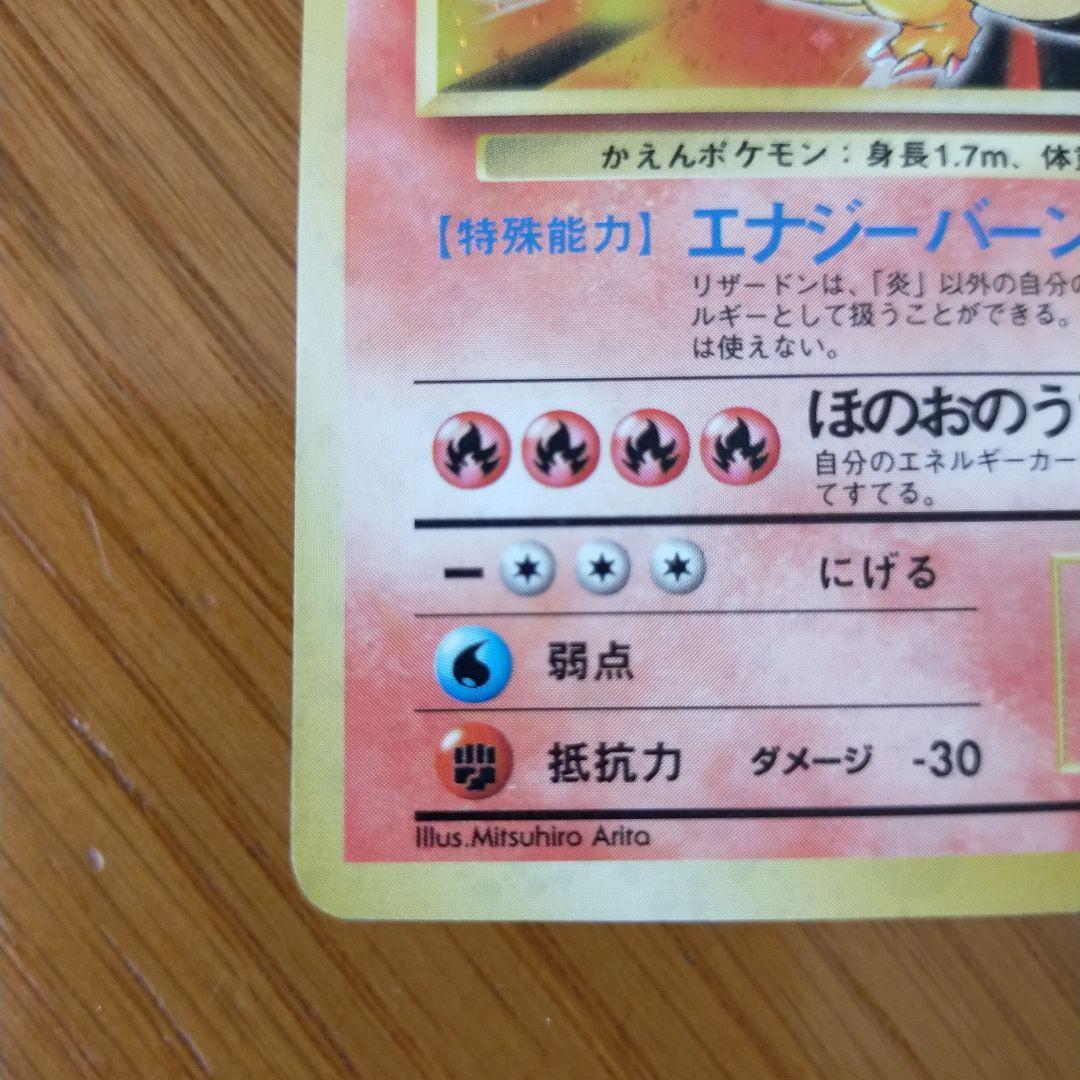 かえんポケモン：身長1.7m、体
【特殊能力】 エナジーバーン
リザードンは、「炎」以外の自分の
ルギーとして扱うことができる。
は使えない。
ほのおのう
自分のエネルギーカー
てすてる。
ー にげる
弱点
抵抗力 ダメージ -30
Illus.Mitsuhiro Arita